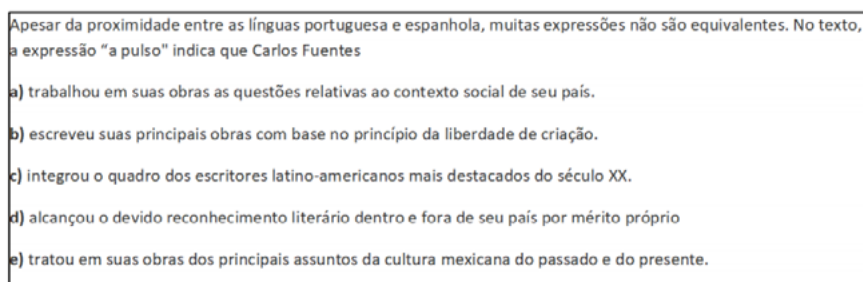 Apesar da proximidade entre as línguas portuguesa e espanhola, muitas expressões não são equivalentes. No texto,
a expressão “a pulso" indica que Carlos Fuentes
a) trabalhou em suas obras as questões relativas ao contexto social de seu país.
b) escreveu suas principais obras com base no princípio da liberdade de criação.
c) integrou o quadro dos escritores latino-americanos mais destacados do século XX.
d) alcançou o devido reconhecimento literário dentro e fora de seu país por mérito próprio
e) tratou em suas obras dos principais assuntos da cultura mexicana do passado e do presente.